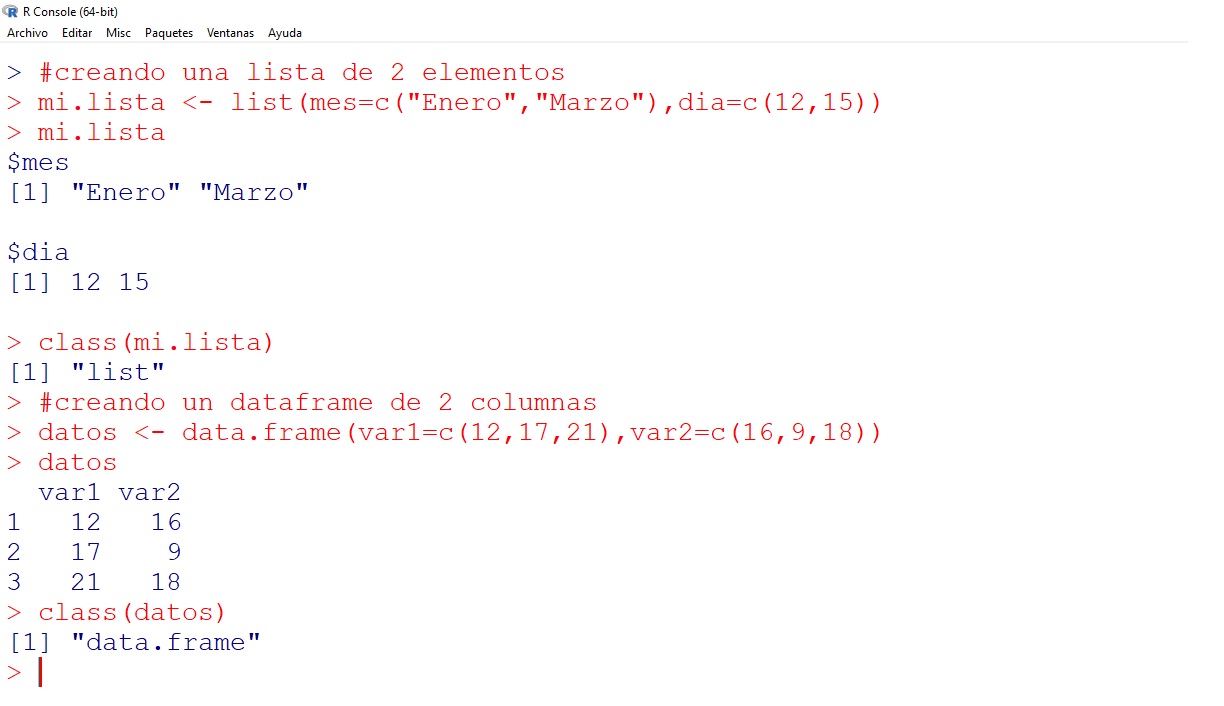 R Console (64-bit)
Archivo Editar Misc Paquetes Ventanas Ayuda
> #creando una lista de 2 elementos
> mi.lista <- list(mes=c("Enero","Marzo"),dia=c(12,15))
> mi.lista
$mes
[1] "Enero" "Marzo"
$dia
[1] 12 15
> class(mi.lista)
[1] "list"
> #creando un dataframe de 2 columnas
> datos <- data.frame(var1=c(12,17,21),var2=c(16,9,18))
> datos
  var1 var2
1   12   16
2   17    9
3   21   18
> class(datos)
[1] "data.frame"
>